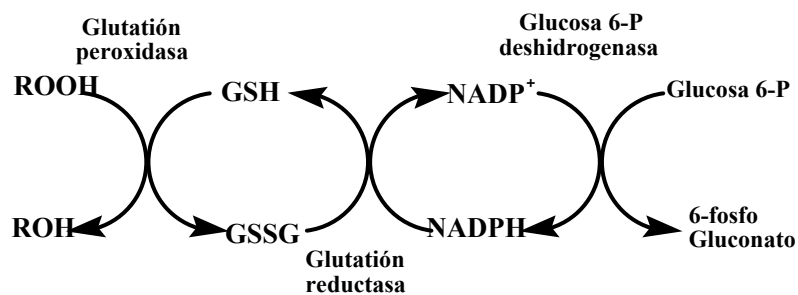 Glutatión
peroxidasa
Glucosa 6-P
deshidrogenasa
ROOH
GSH
NADP+
Glucosa 6-P
ROH
GSSG
NADPH
6-fosfo
Gluconato
Glutatión
reductasa